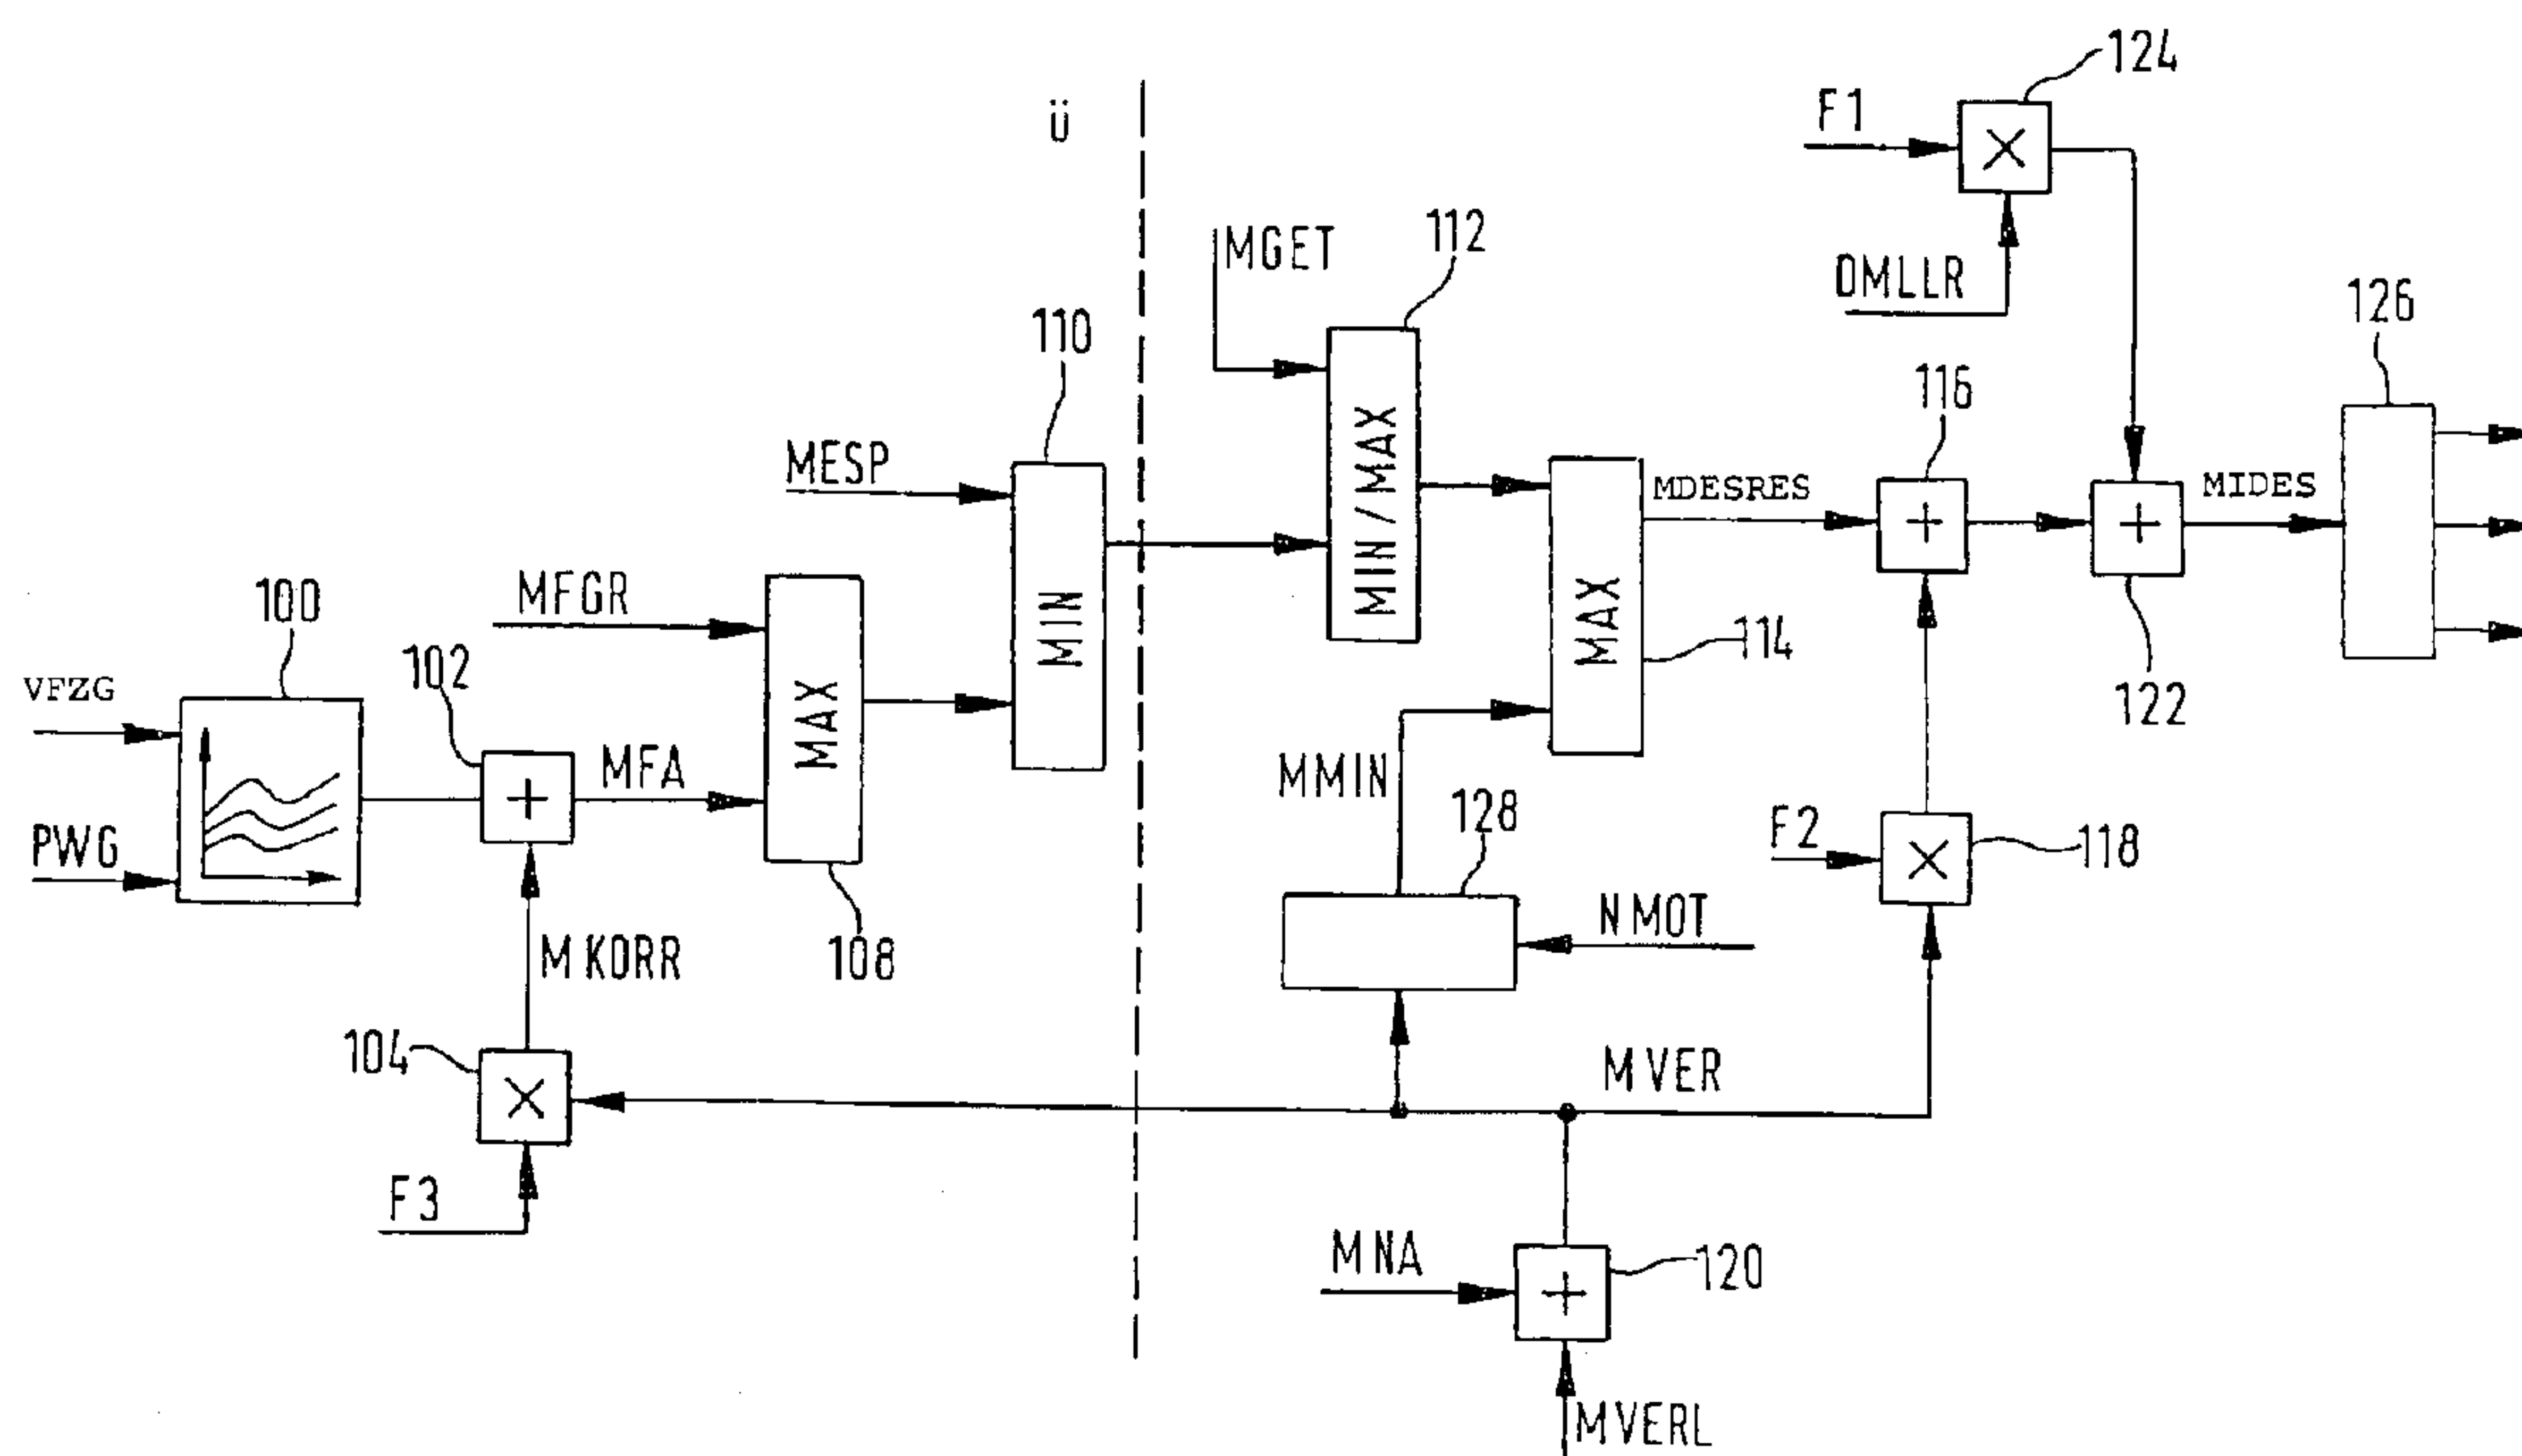 124
F1
×
ü
MGET
112
DMLLR
126
110
116
MIN/MAX
MESP
MDESRES
+
+
MIDES
MIN
MAX
114
122
100
MFGR
VFZG
102
MAX
+
MFA
PWG
MMIN
128
F2
×
118
108
NMOT
MKORR
104
×
MVER
F3
MNA
+
120
MVERL